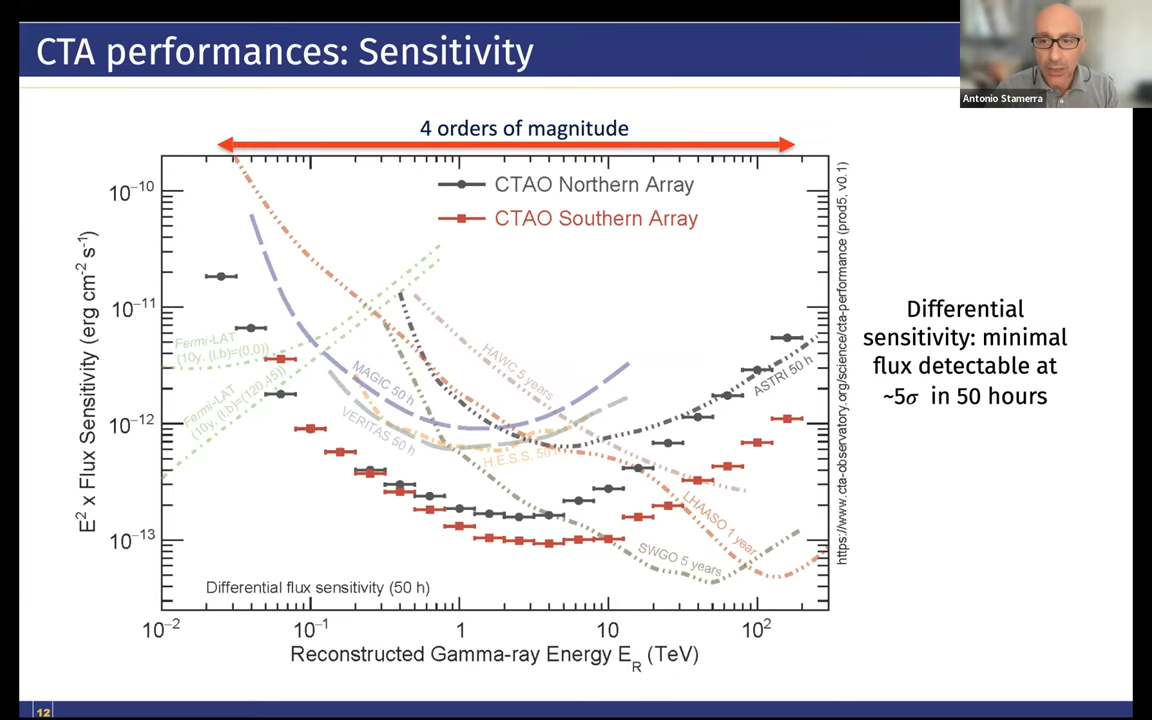 CTA performances: Sensitivity
Antonio Stamerra
4 orders of magnitude
CTAO Northern Array
CTAO Southern Array
E² x Flux Sensitivity (erg cm⁻² s⁻¹)
10⁻¹⁰
10⁻¹¹
10⁻¹²
10⁻¹³
Fermi-LAT
(10y, (l,b)=(0,0))
Fermi-LAT
(10y, (l,b)=(120,45))
MAGIC 50 h
VERITAS 50 h
HAWC 5 years
H.E.S.S. 50 h
ASTRI 50 h
LHAASO 1 year
SWGO 5 years
Differential flux sensitivity (50 h)
10⁻²
10⁻¹
1
10
10²
Reconstructed Gamma-ray Energy E_R (TeV)
https://www.cta-observatory.org/science/cta-performance (prod5, v0.1)
Differential
sensitivity: minimal
flux detectable at
~5σ in 50 hours
12